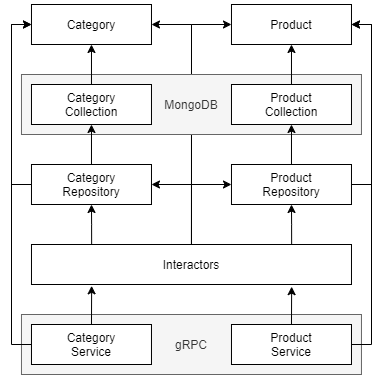 Category
Product
Category
Collection
MongoDB
Product
Collection
Category
Repository
Product
Repository
Interactors
Category
Service
gRPC
Product
Service